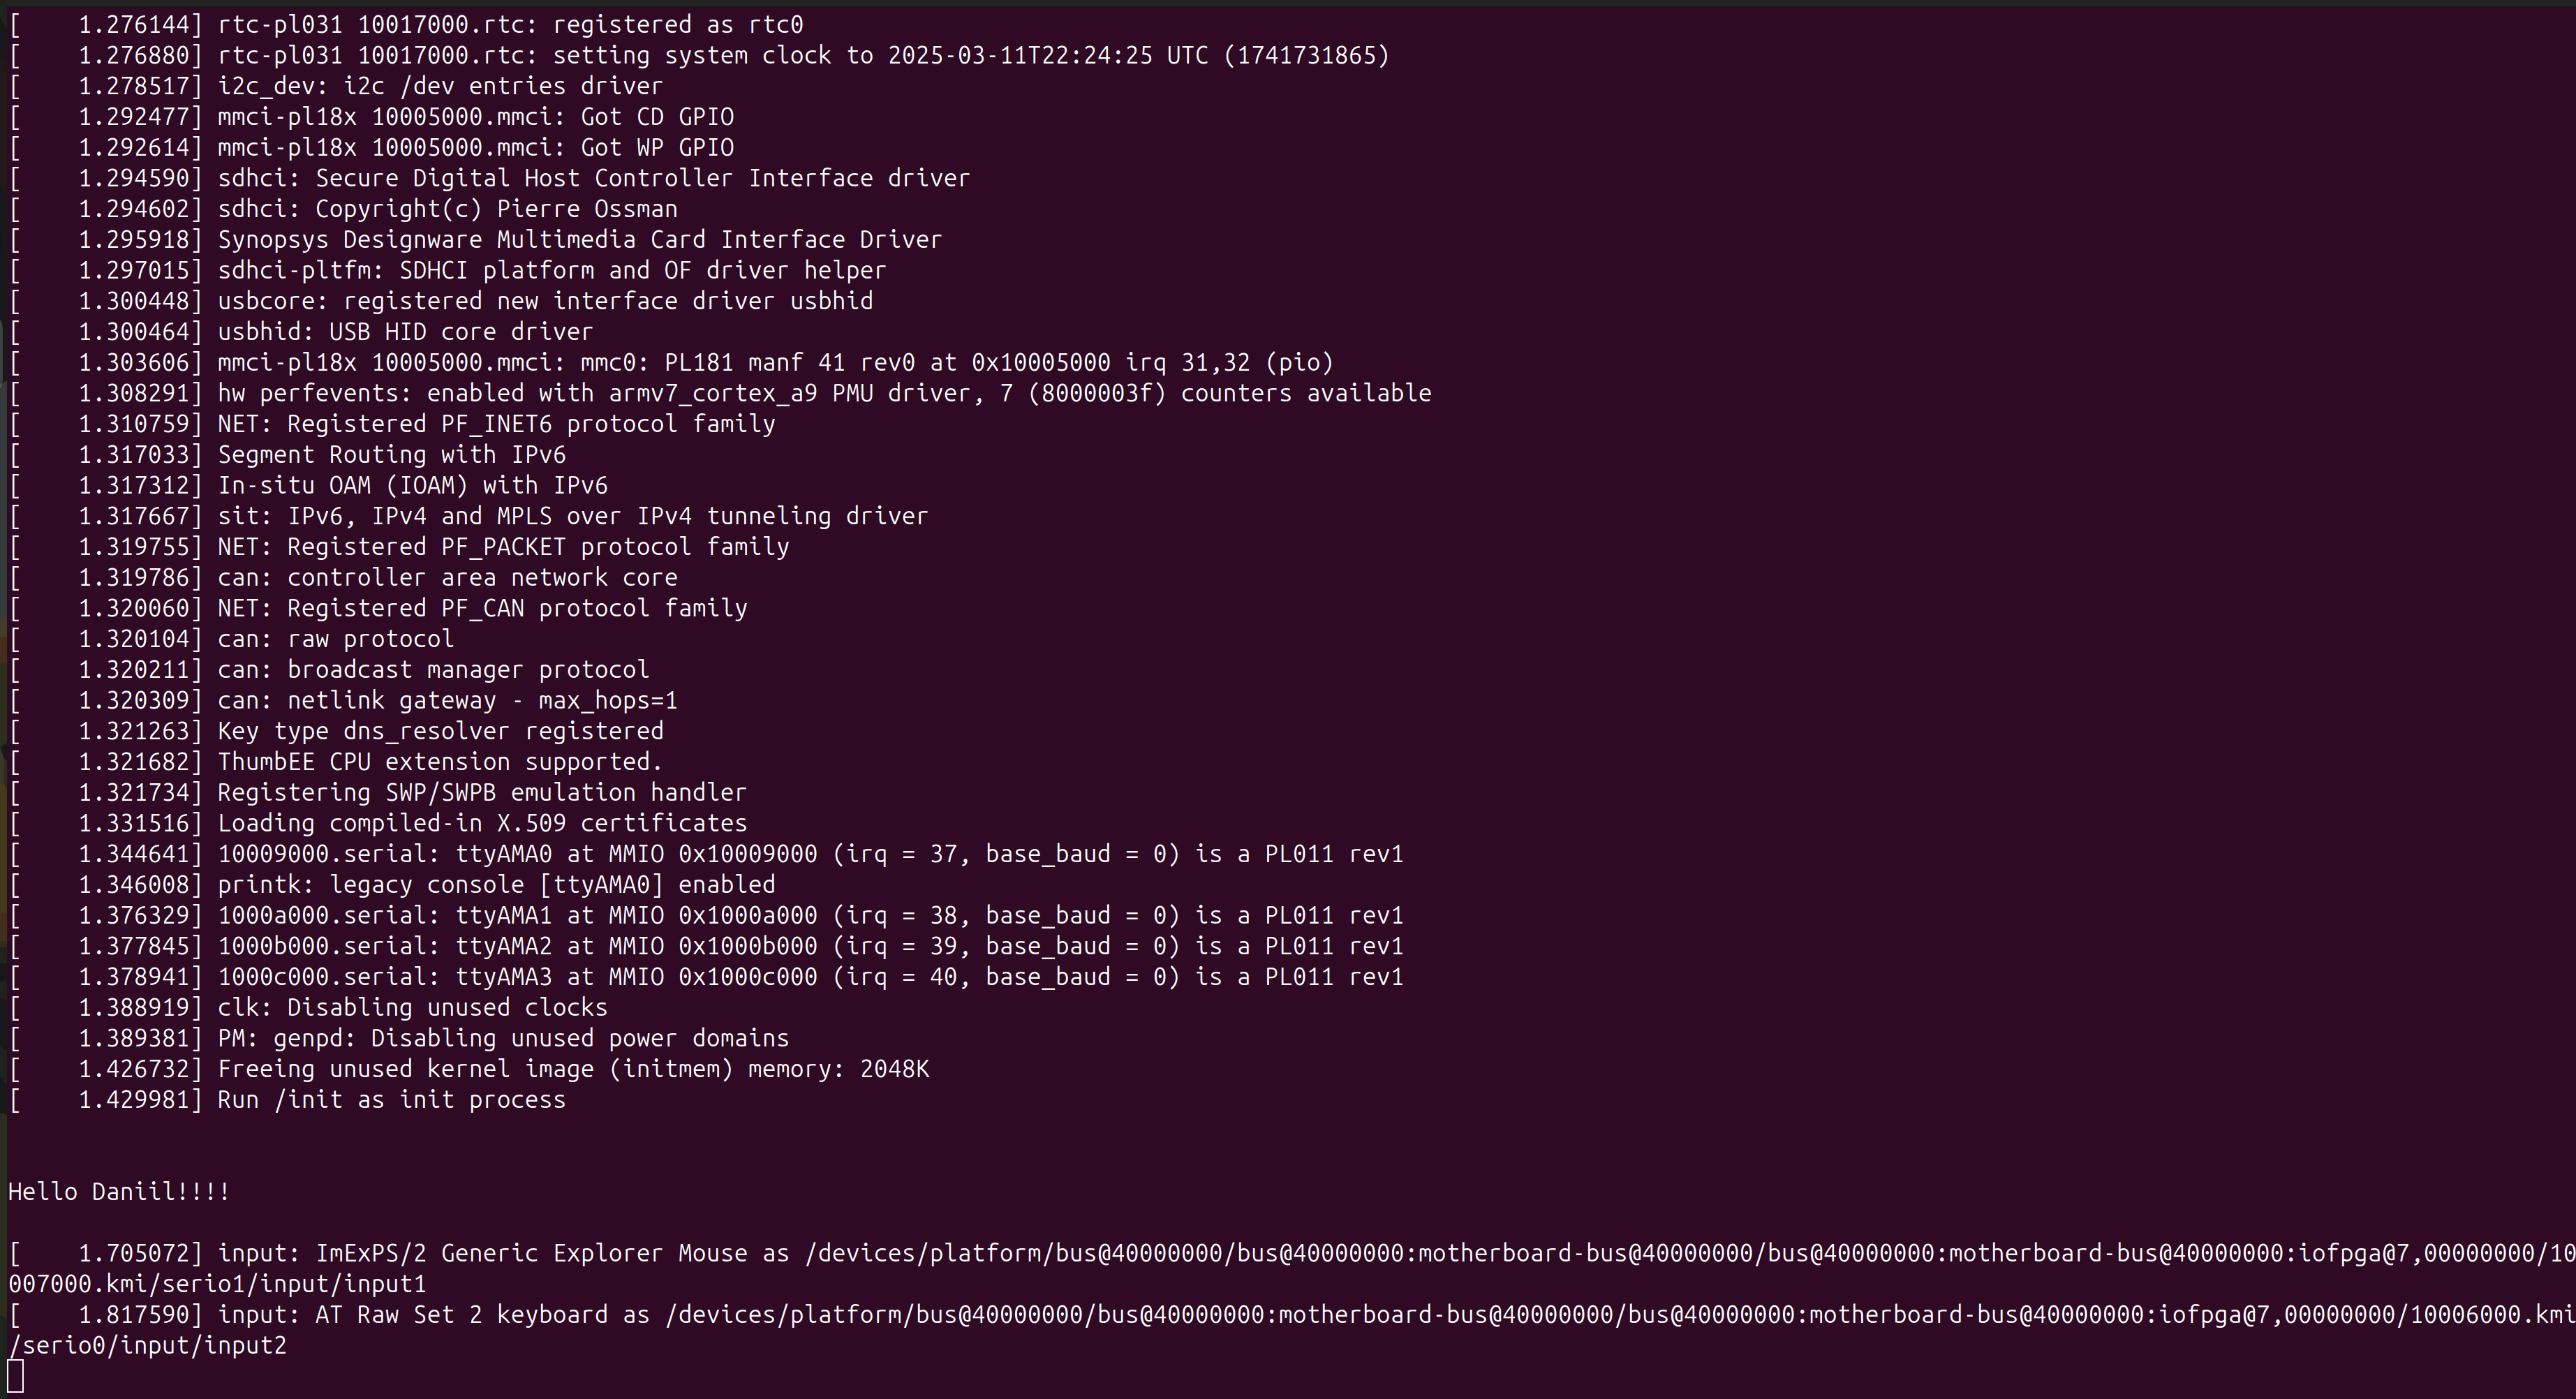 [    1.276144] rtc-pl031 10017000.rtc: registered as rtc0
[    1.276880] rtc-pl031 10017000.rtc: setting system clock to 2025-03-11T22:24:25 UTC (1741731865)
[    1.278517] i2c_dev: i2c /dev entries driver
[    1.292477] mmci-pl18x 10005000.mmci: Got CD GPIO
[    1.292614] mmci-pl18x 10005000.mmci: Got WP GPIO
[    1.294590] sdhci: Secure Digital Host Controller Interface driver
[    1.294602] sdhci: Copyright(c) Pierre Ossman
[    1.295918] Synopsys Designware Multimedia Card Interface Driver
[    1.297015] sdhci-pltfm: SDHCI platform and OF driver helper
[    1.300448] usbcore: registered new interface driver usbhid
[    1.300464] usbhid: USB HID core driver
[    1.303606] mmci-pl18x 10005000.mmci: mmc0: PL181 manf 41 rev0 at 0x10005000 irq 31,32 (pio)
[    1.308291] hw perfevents: enabled with armv7_cortex_a9 PMU driver, 7 (8000003f) counters available
[    1.310759] NET: Registered PF_INET6 protocol family
[    1.317033] Segment Routing with IPv6
[    1.317312] In-situ OAM (IOAM) with IPv6
[    1.317667] sit: IPv6, IPv4 and MPLS over IPv4 tunneling driver
[    1.319755] NET: Registered PF_PACKET protocol family
[    1.319786] can: controller area network core
[    1.320060] NET: Registered PF_CAN protocol family
[    1.320104] can: raw protocol
[    1.320211] can: broadcast manager protocol
[    1.320309] can: netlink gateway - max_hops=1
[    1.321263] Key type dns_resolver registered
[    1.321682] ThumbEE CPU extension supported.
[    1.321734] Registering SWP/SWPB emulation handler
[    1.331516] Loading compiled-in X.509 certificates
[    1.344641] 10009000.serial: ttyAMA0 at MMIO 0x10009000 (irq = 37, base_baud = 0) is a PL011 rev1
[    1.346008] printk: legacy console [ttyAMA0] enabled
[    1.376329] 1000a000.serial: ttyAMA1 at MMIO 0x1000a000 (irq = 38, base_baud = 0) is a PL011 rev1
[    1.377845] 1000b000.serial: ttyAMA2 at MMIO 0x1000b000 (irq = 39, base_baud = 0) is a PL011 rev1
[    1.378941] 1000c000.serial: ttyAMA3 at MMIO 0x1000c000 (irq = 40, base_baud = 0) is a PL011 rev1
[    1.388919] clk: Disabling unused clocks
[    1.389381] PM: genpd: Disabling unused power domains
[    1.426732] Freeing unused kernel image (initmem) memory: 2048K
[    1.429981] Run /init as init process
Hello Daniil!!!!
[    1.705072] input: ImExPS/2 Generic Explorer Mouse as /devices/platform/bus@40000000/bus@40000000:motherboard-bus@40000000/bus@40000000:motherboard-bus@40000000:iofpga@7,00000000/10
007000.kmi/serio1/input/input1
[    1.817590] input: AT Raw Set 2 keyboard as /devices/platform/bus@40000000/bus@40000000:motherboard-bus@40000000/bus@40000000:motherboard-bus@40000000:iofpga@7,00000000/10006000.kmi
/serio0/input/input2